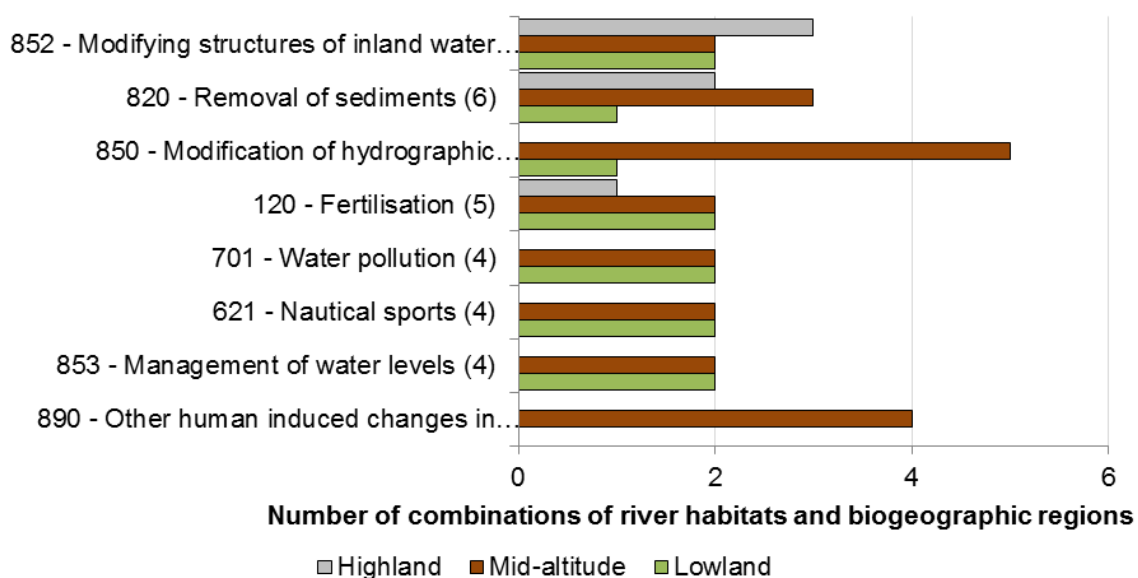 852 - Modifying structures of inland water…
820 - Removal of sediments (6)
850 - Modification of hydrographic…
120 - Fertilisation (5)
701 - Water pollution (4)
621 - Nautical sports (4)
853 - Management of water levels (4)
890 - Other human induced changes in…
0 2 4 6
Number of combinations of river habitats and biogeographic regions
Highland Mid-altitude Lowland